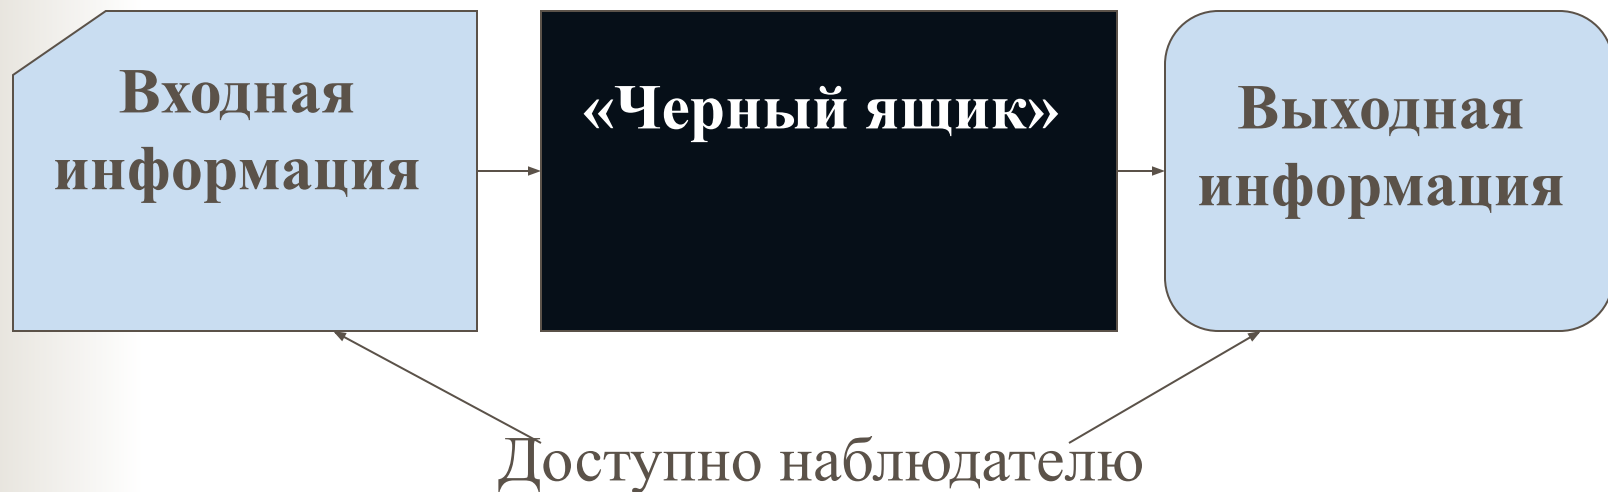 Входная
информация
«Черный ящик»
Выходная
информация
Доступно наблюдателю